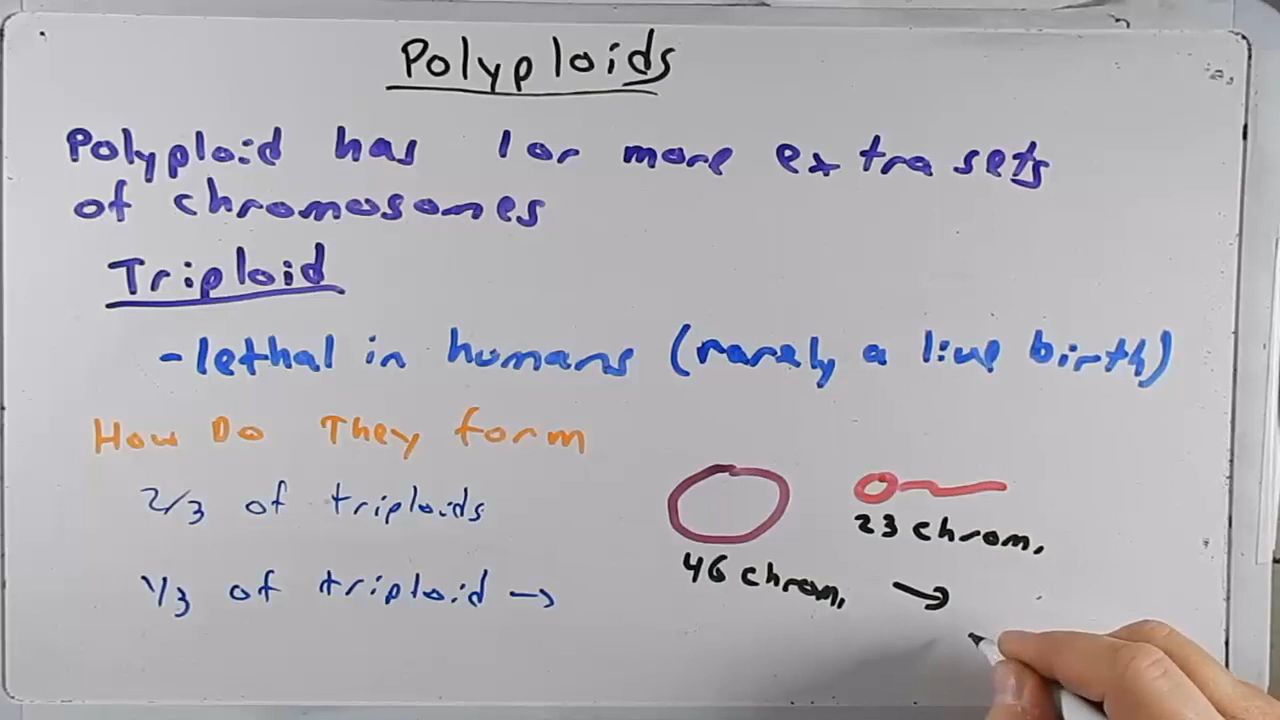 Polyploids
Polyploid has 1 or more extra sets
of chromosomes
Triploid
- lethal in humans (rarely a live birth)
How Do They form
2/3 of triploids
1/3 of triploid →
46 chrom. →
23 chrom.